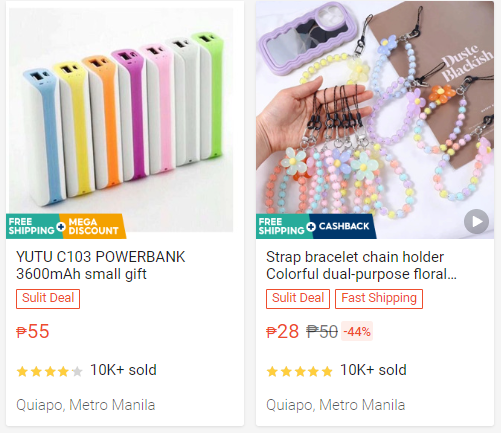 FREE
SHIPPING
+
MEGA
DISCOUNT
YUTU C103 POWERBANK
3600mAh small gift
Sulit Deal
₱55
10K+ sold
Quiapo, Metro Manila
Duste
Blackish
FREE
SHIPPING
+
CASHBACK
Strap bracelet chain holder
Colorful dual-purpose floral...
Sulit Deal
Fast Shipping
₱28 ₱50 -44%
10K+ sold
Quiapo, Metro Manila